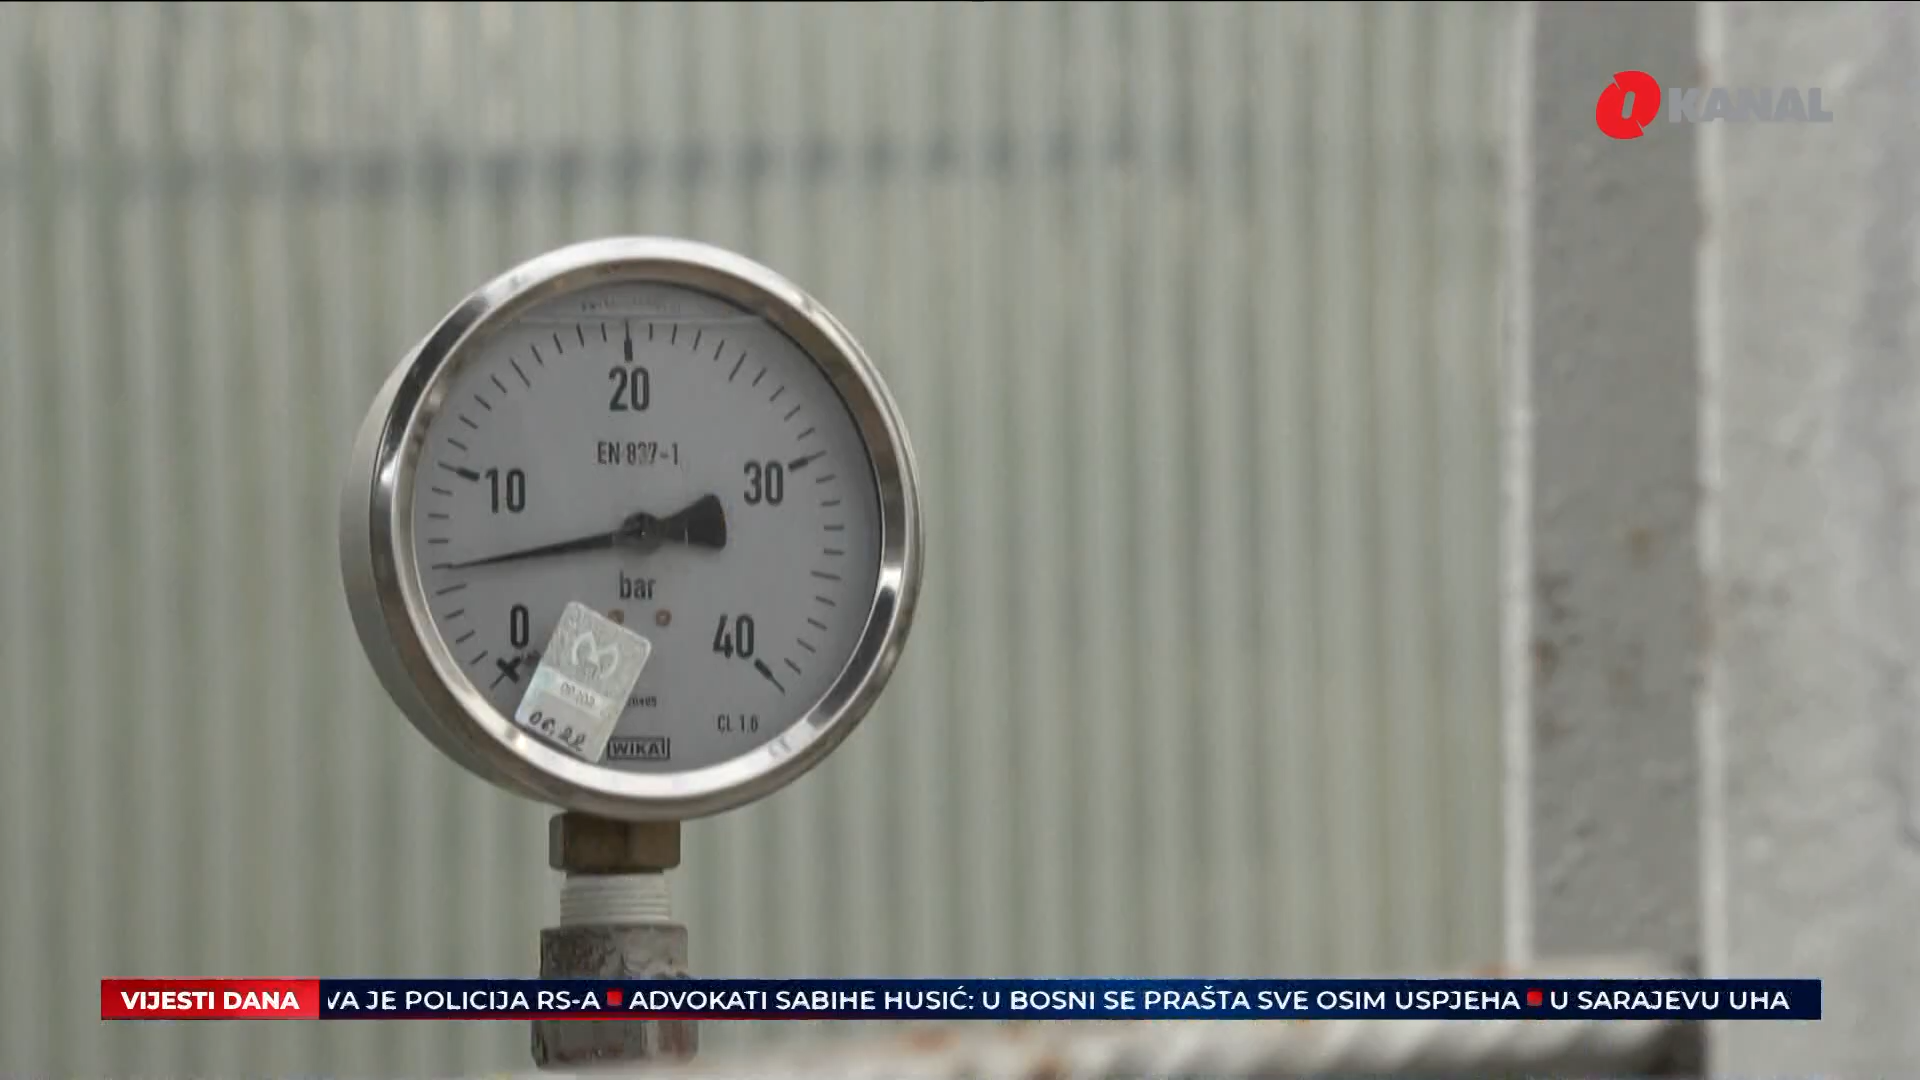 O KANAL
20
EN 837-1
10
30
bar
0
40
06.22
CL 1.6
WIKA
VIJESTI DANA
VA JE POLICIJA RS-A
ADVOKATI SABIHE HUSIĆ: U BOSNI SE PRAŠTA SVE OSIM USPJEHA
U SARAJEVU UHA